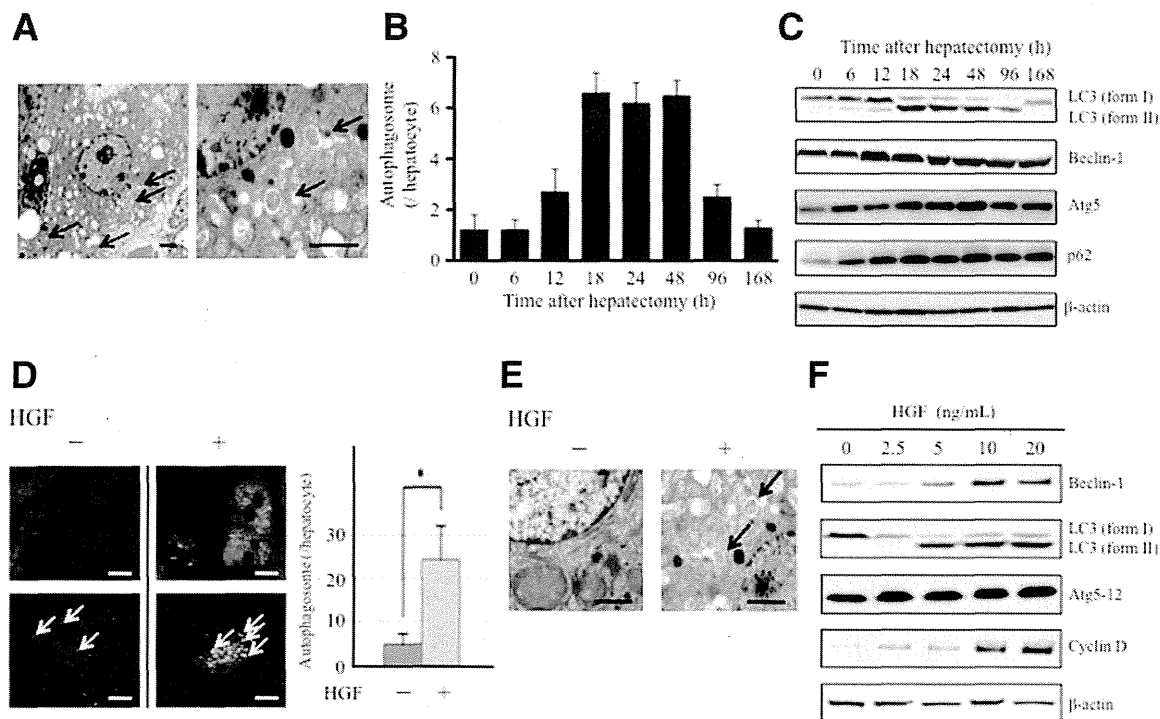 A
B
8
6
4
2
0
Autophagosome
(/ hepatocyte)
0 6 12 18 24 48 96 168
Time after hepatectomy (h)
C
Time after hepatectomy (h)
0 6 12 18 24 48 96 168
LC3 (form I)
LC3 (form II)
Beclin-1
Atg5
p62
β-actin
D
HGF
− +
Autophagosome (/hepatocyte)
30
20
10
0
*
HGF − +
E
HGF
− +
F
HGF (ng/mL)
0 2.5 5 10 20
Beclin-1
LC3 (form I)
LC3 (form II)
Atg5-12
Cyclin D
β-actin